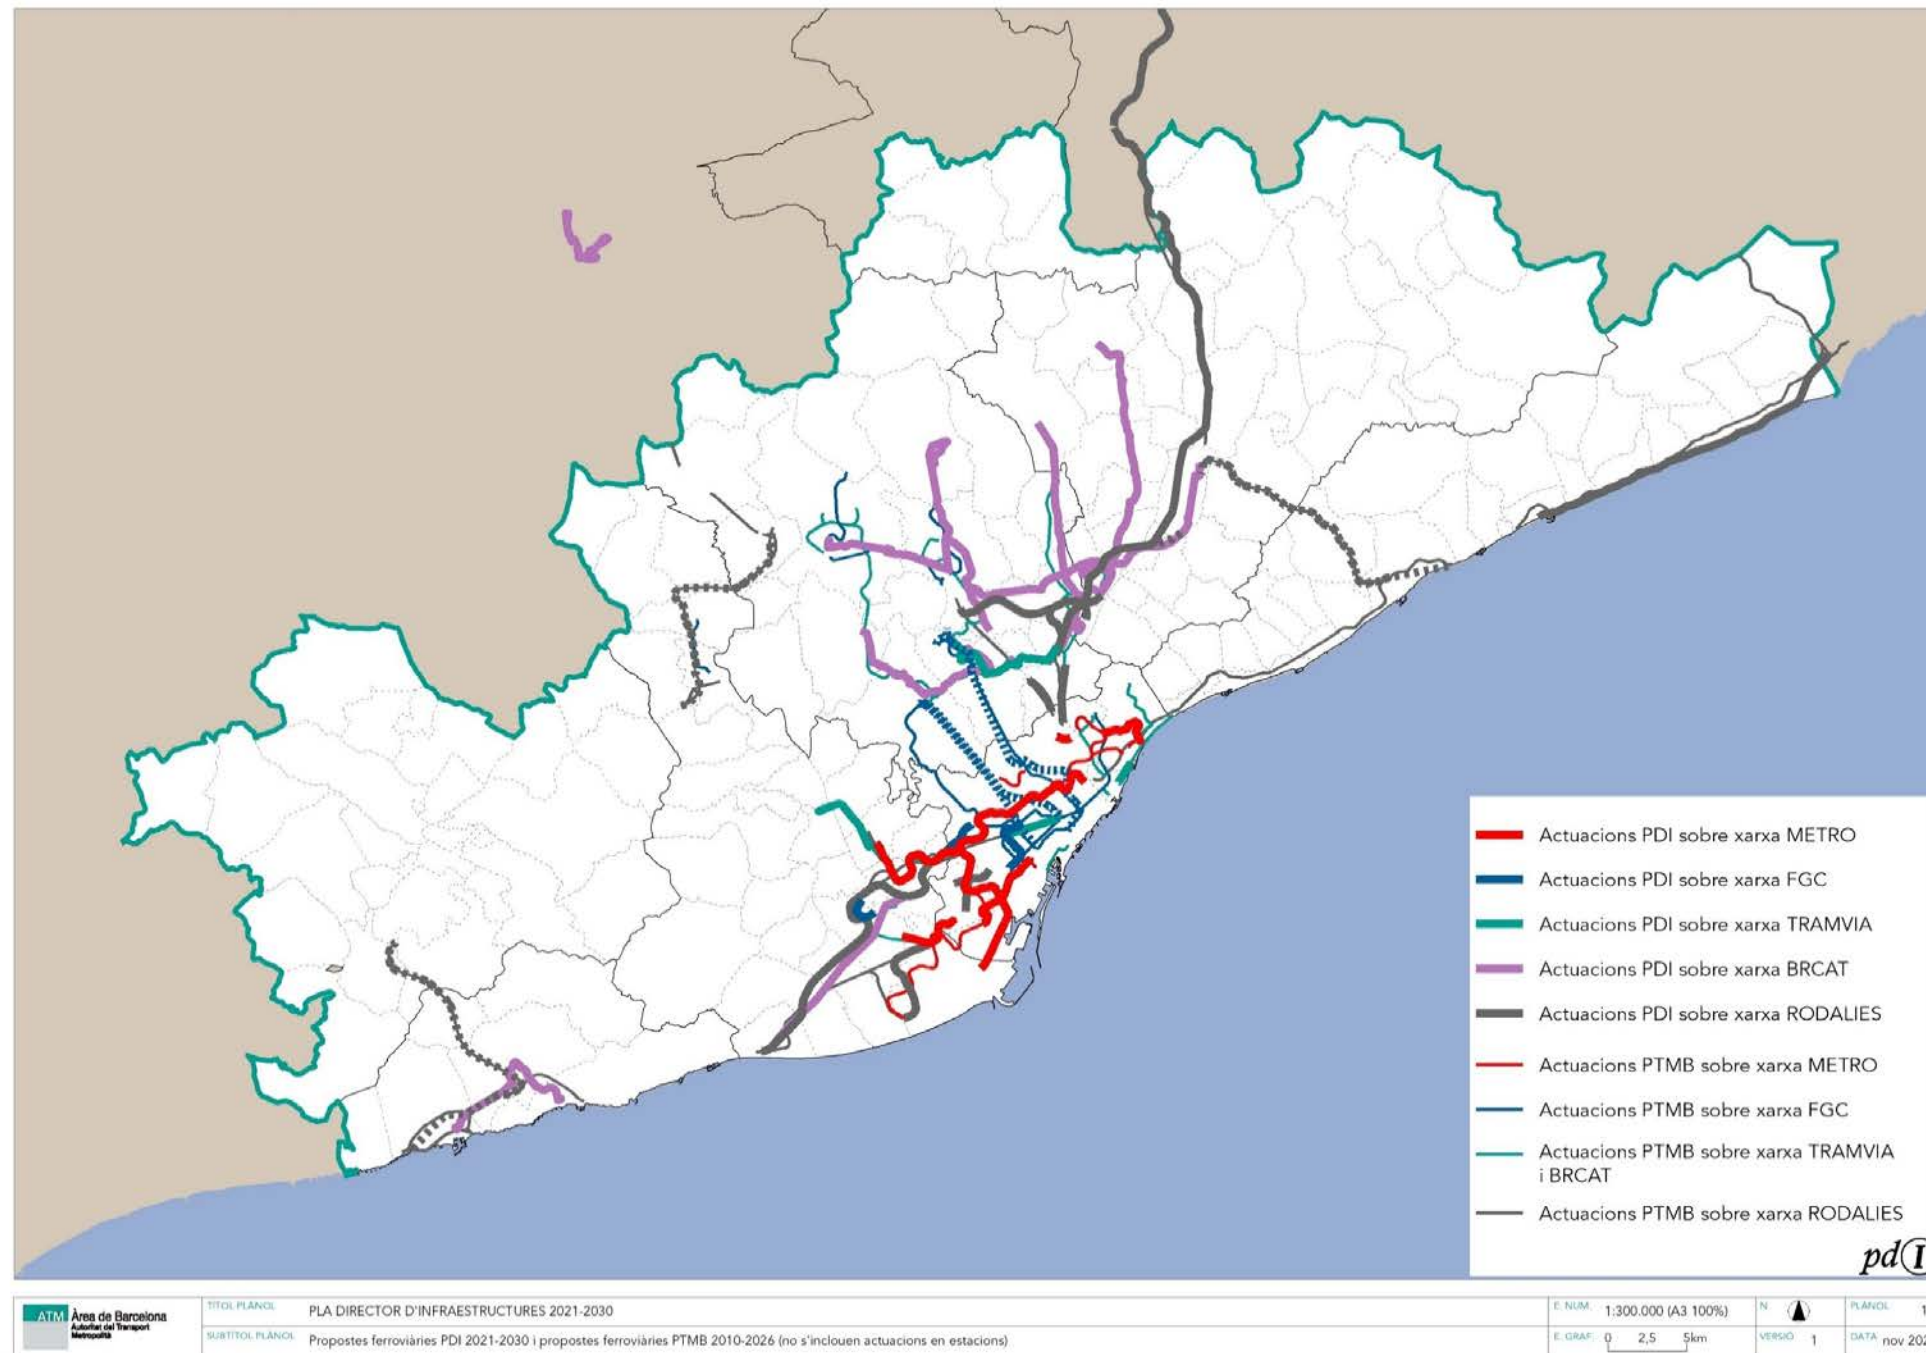 Actuacions PDI sobre xarxa METRO
Actuacions PDI sobre xarxa FGC
Actuacions PDI sobre xarxa TRAMVIA
Actuacions PDI sobre xarxa BRCAT
Actuacions PDI sobre xarxa RODALIES
Actuacions PTMB sobre xarxa METRO
Actuacions PTMB sobre xarxa FGC
Actuacions PTMB sobre xarxa TRAMVIA
i BRCAT
Actuacions PTMB sobre xarxa RODALIES
pdI
ATM Àrea de Barcelona
Autoritat del Transport
Metropolità
TÍTOL PLÀNOL PLA DIRECTOR D'INFRAESTRUCTURES 2021-2030
SUBTÍTOL PLÀNOL Propostes ferroviàries PDI 2021-2030 i propostes ferroviàries PTMB 2010-2026 (no s'inclouen actuacions en estacions)
E. NUM. 1:300.000 (A3 100%)
E. GRAF. 0 2,5 5km
N
VERSIÓ 1
PLÀNOL 1
DATA nov 202